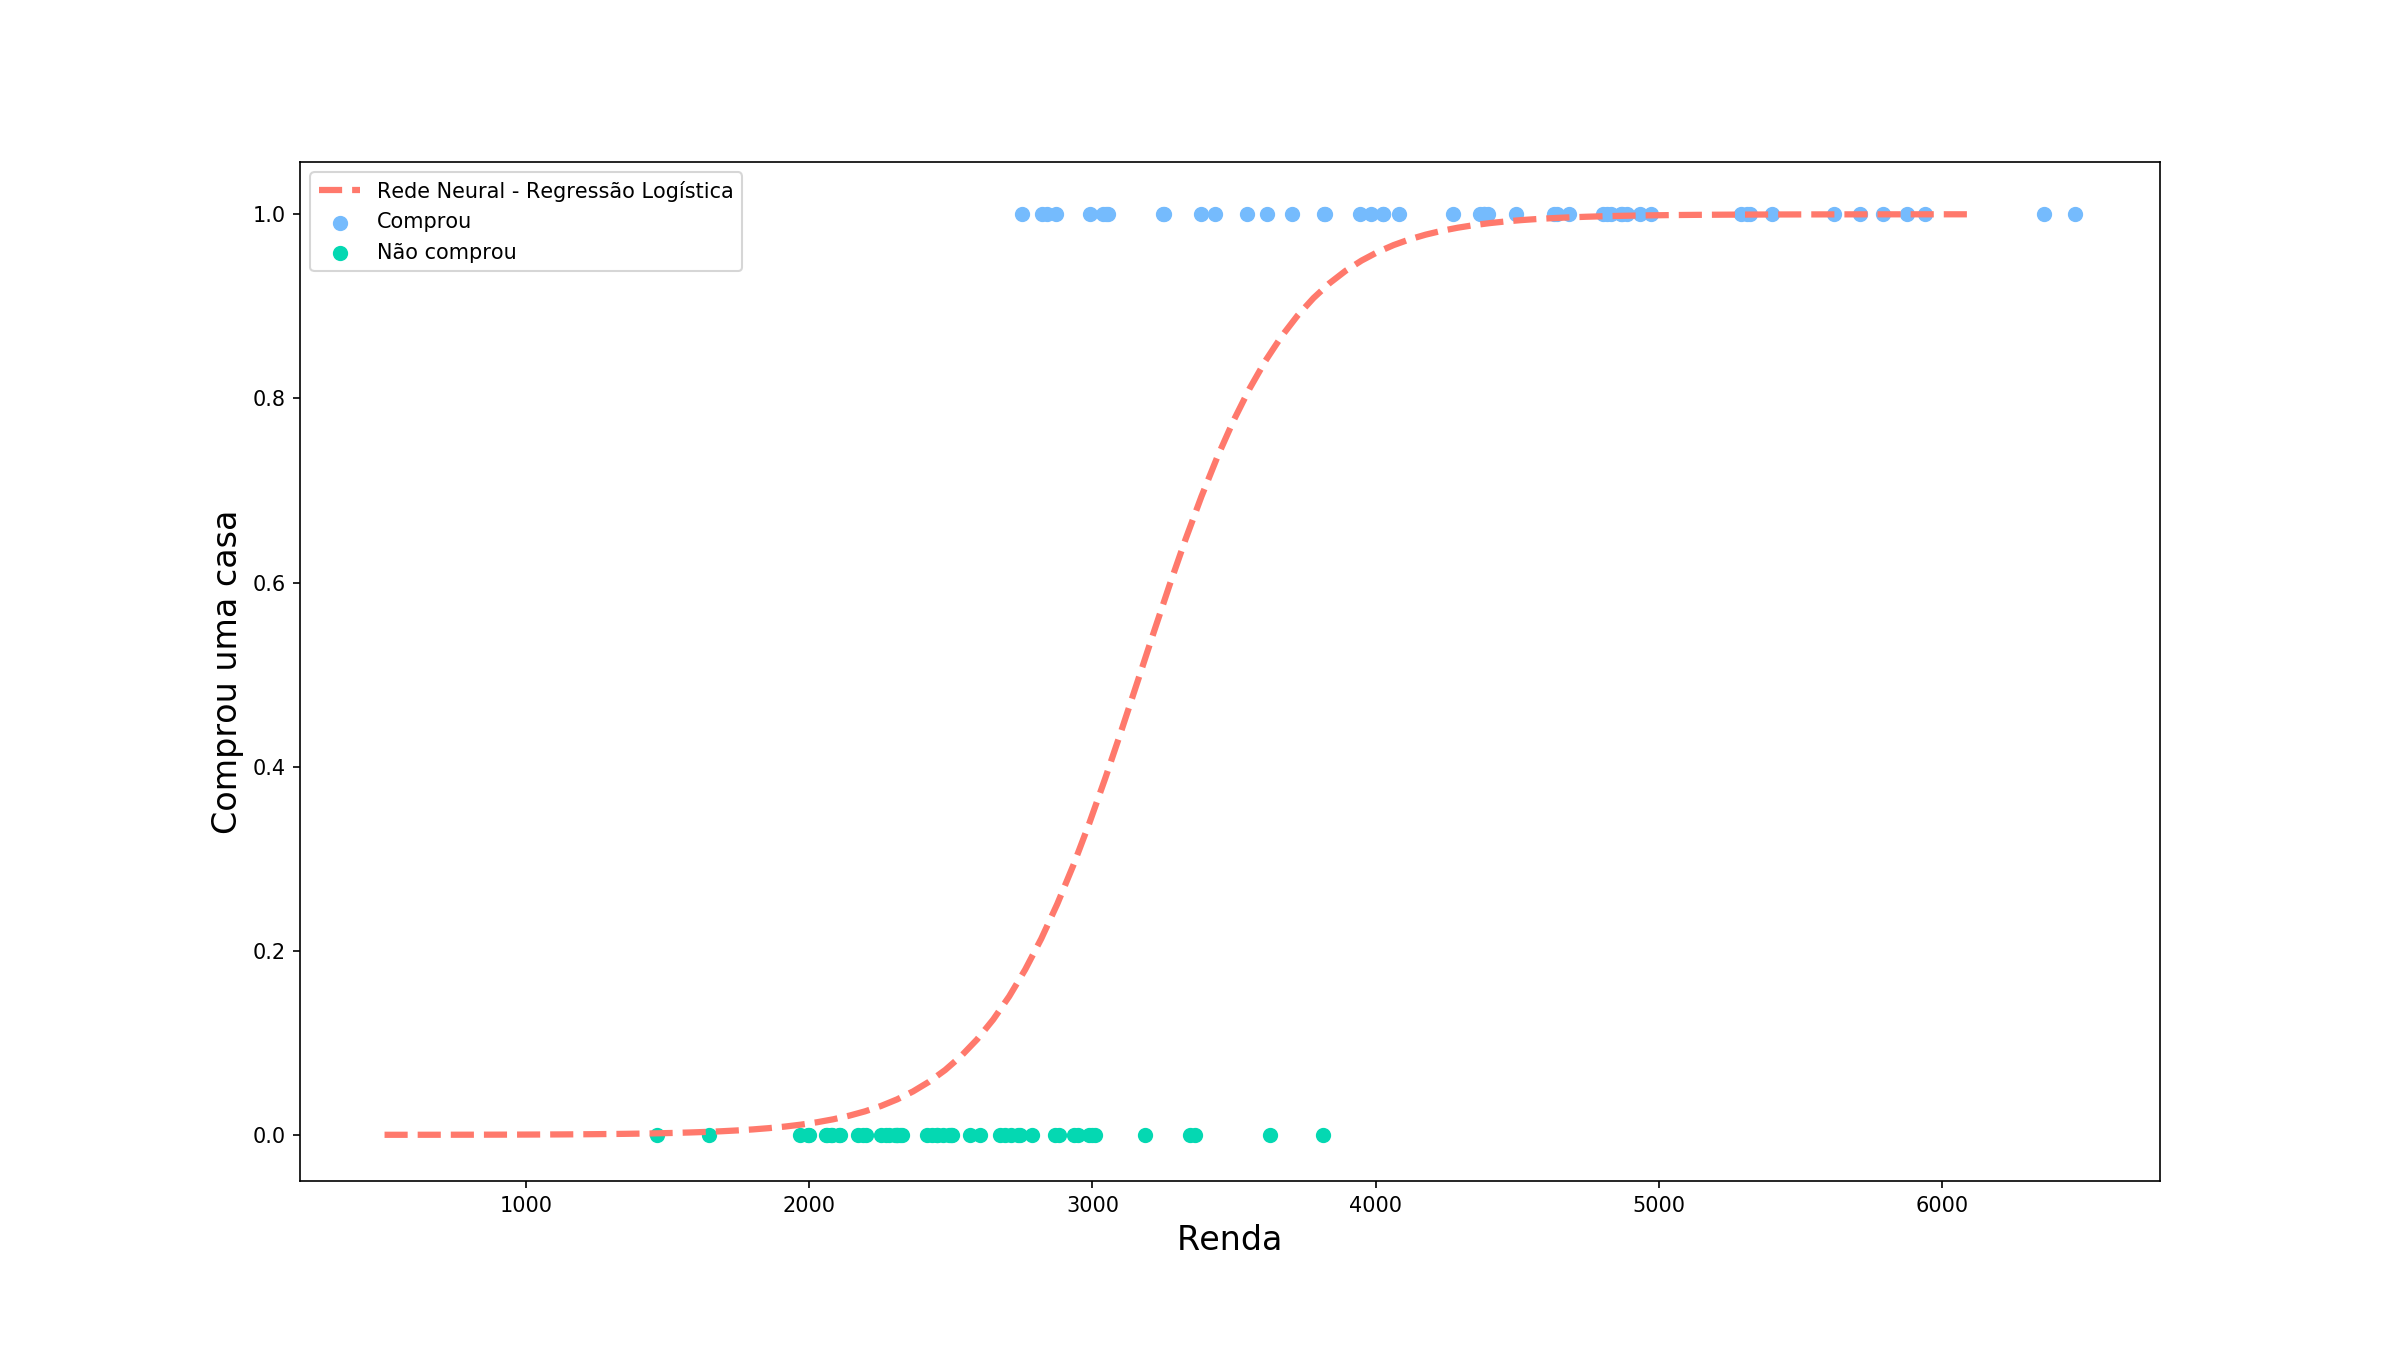 Rede Neural - Regressão Logística
Comprou
Não comprou
1.0
0.8
0.6
0.4
0.2
0.0
Comprou uma casa
1000 2000 3000 4000 5000 6000
Renda